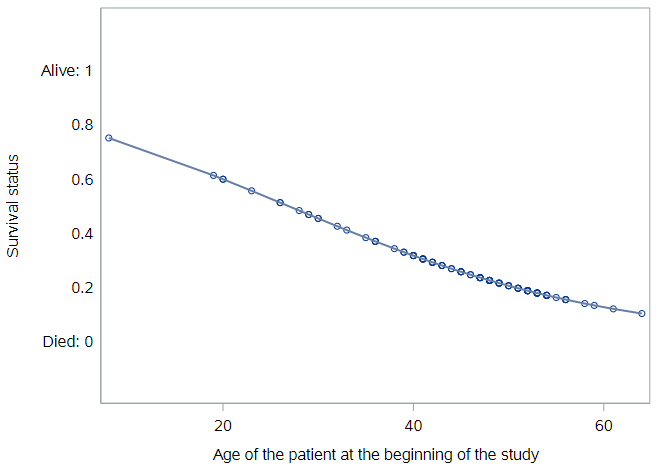 Alive: 1
0.8
0.6
0.4
0.2
Died: 0
Survival status
20
40
60
Age of the patient at the beginning of the study